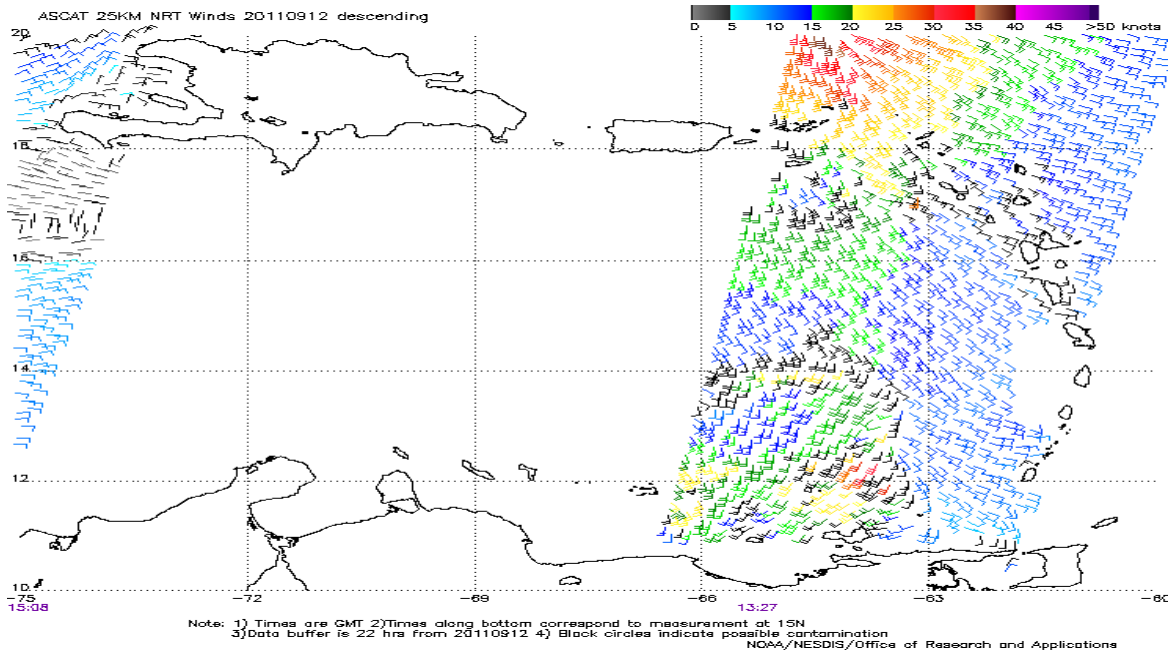 ASCAT 25KM NRT Winds 20110912 descending
0 5 10 15 20 25 30 35 40 >50 knots
20
18
16
14
12
10
-75 -72 -69 -66 -63 -60
15:08 13:27
Note: 1) Times are GMT 2)Times along bottom correspond to measurement at 15N
3)Data buffer is 22 hrs from 20110912 4) Black circles indicate possible contamination
NOAA/NESDIS/Office of Research and Applications